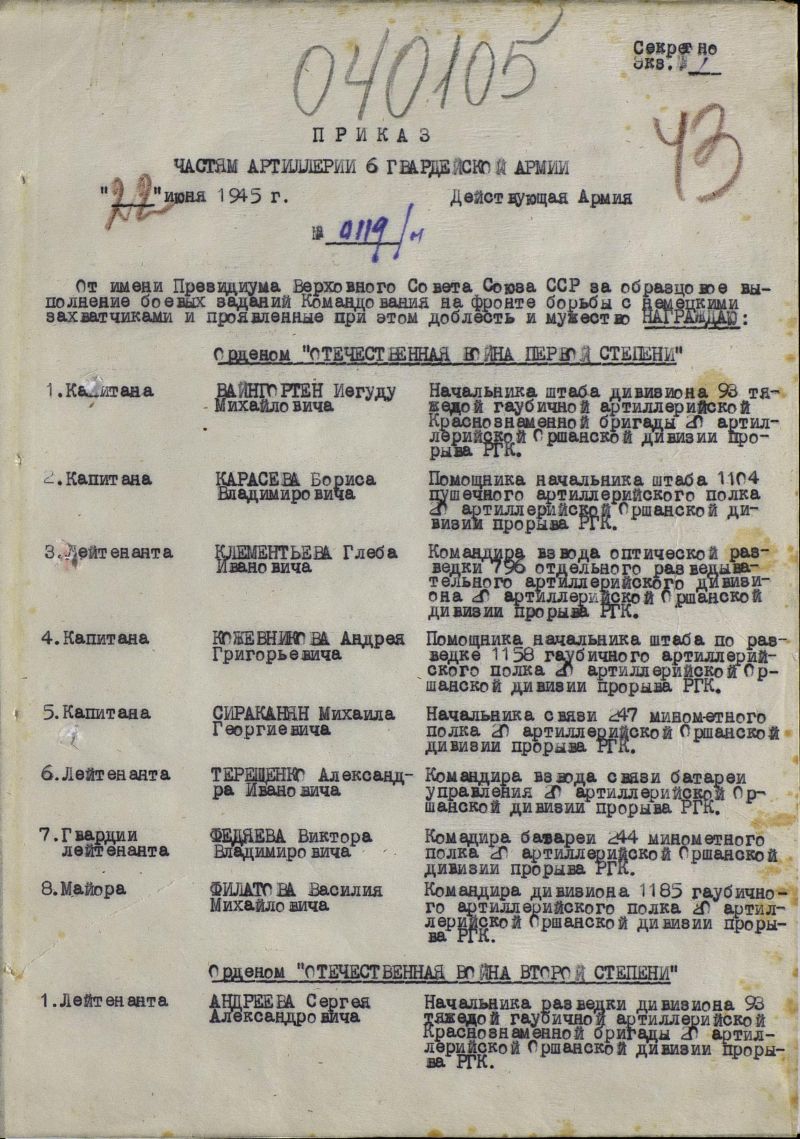 040105
Секретно
Экз. № 1
43
ПРИКАЗ
ЧАСТЯМ АРТИЛЛЕРИИ 6 ГВАРДЕЙСКОЙ АРМИИ
"22" июня 1945 г. Действующая Армия
№ 0119/н
От имени Президиума Верховного Совета Союза ССР за образцовое вы-
полнение боевых заданий Командования на фронте борьбы с немецкими
захватчиками и проявленные при этом доблесть и мужество НАГРАЖДАЮ:
Орденом "ОТЕЧЕСТВЕННАЯ ВОЙНА ПЕРВОЙ СТЕПЕНИ"
1.Капитана ВАЙНГОРТЕН Иегуду Начальника штаба дивизиона 98 тя-
Михайловича желой гаубичной артиллерийской
Краснознаменной бригады 20 артил-
лерийской Оршанской дивизии про-
рыва РГК.
2.Капитана КАРАСЕВА Бориса Помощника начальника штаба 1104
Владимировича пушечного артиллерийского полка
20 артиллерийской Оршанской ди-
визии прорыва РГК.
3.Лейтенанта КЛЕМЕНТЬЕВА Глеба Командира взвода оптической раз-
Ивановича ведки 796 отдельного разведыва-
тельного артиллерийского дивизи-
она 20 артиллерийской Оршанской
дивизии прорыва РГК.
4.Капитана КОЖЕВНИКОВА Андрея Помощника начальника штаба по раз-
Григорьевича ведке 1158 гаубичного артиллерий-
ского полка 20 артиллерийской Ор-
шанской дивизии прорыва РГК.
5.Капитана СИРАКАНЯН Михаила Начальника связи 247 минометного
Георгиевича полка 20 артиллерийской Оршанской
дивизии прорыва РГК.
6.Лейтенанта ТЕРЕЩЕНКО Александ- Командира взвода связи батареи
ра Ивановича управления 20 артиллерийской Ор-
шанской дивизии прорыва РГК.
7.Гвардии ФЕДЯЕВА Виктора Комадира батареи 244 минометного
лейтенанта Владимировича полка 20 артиллерийской Оршанской
дивизии прорыва РГК.
8.Майора ФИЛАТОВА Василия Командира дивизиона 1185 гаубично-
Михайловича го артиллерийского полка 20 артил-
лерийской Оршанской дивизии проры-
ва РГК.
Орденом "ОТЕЧЕСТВЕННАЯ ВОЙНА ВТОРОЙ СТЕПЕНИ"
1.Лейтенанта АНДРЕЕВА Сергея Начальника разведки дивизиона 98
Александровича тяжелой гаубичной артиллерийской
Краснознаменной бригады 20 артил-
лерийской Оршанской дивизии проры-
ва РГК.